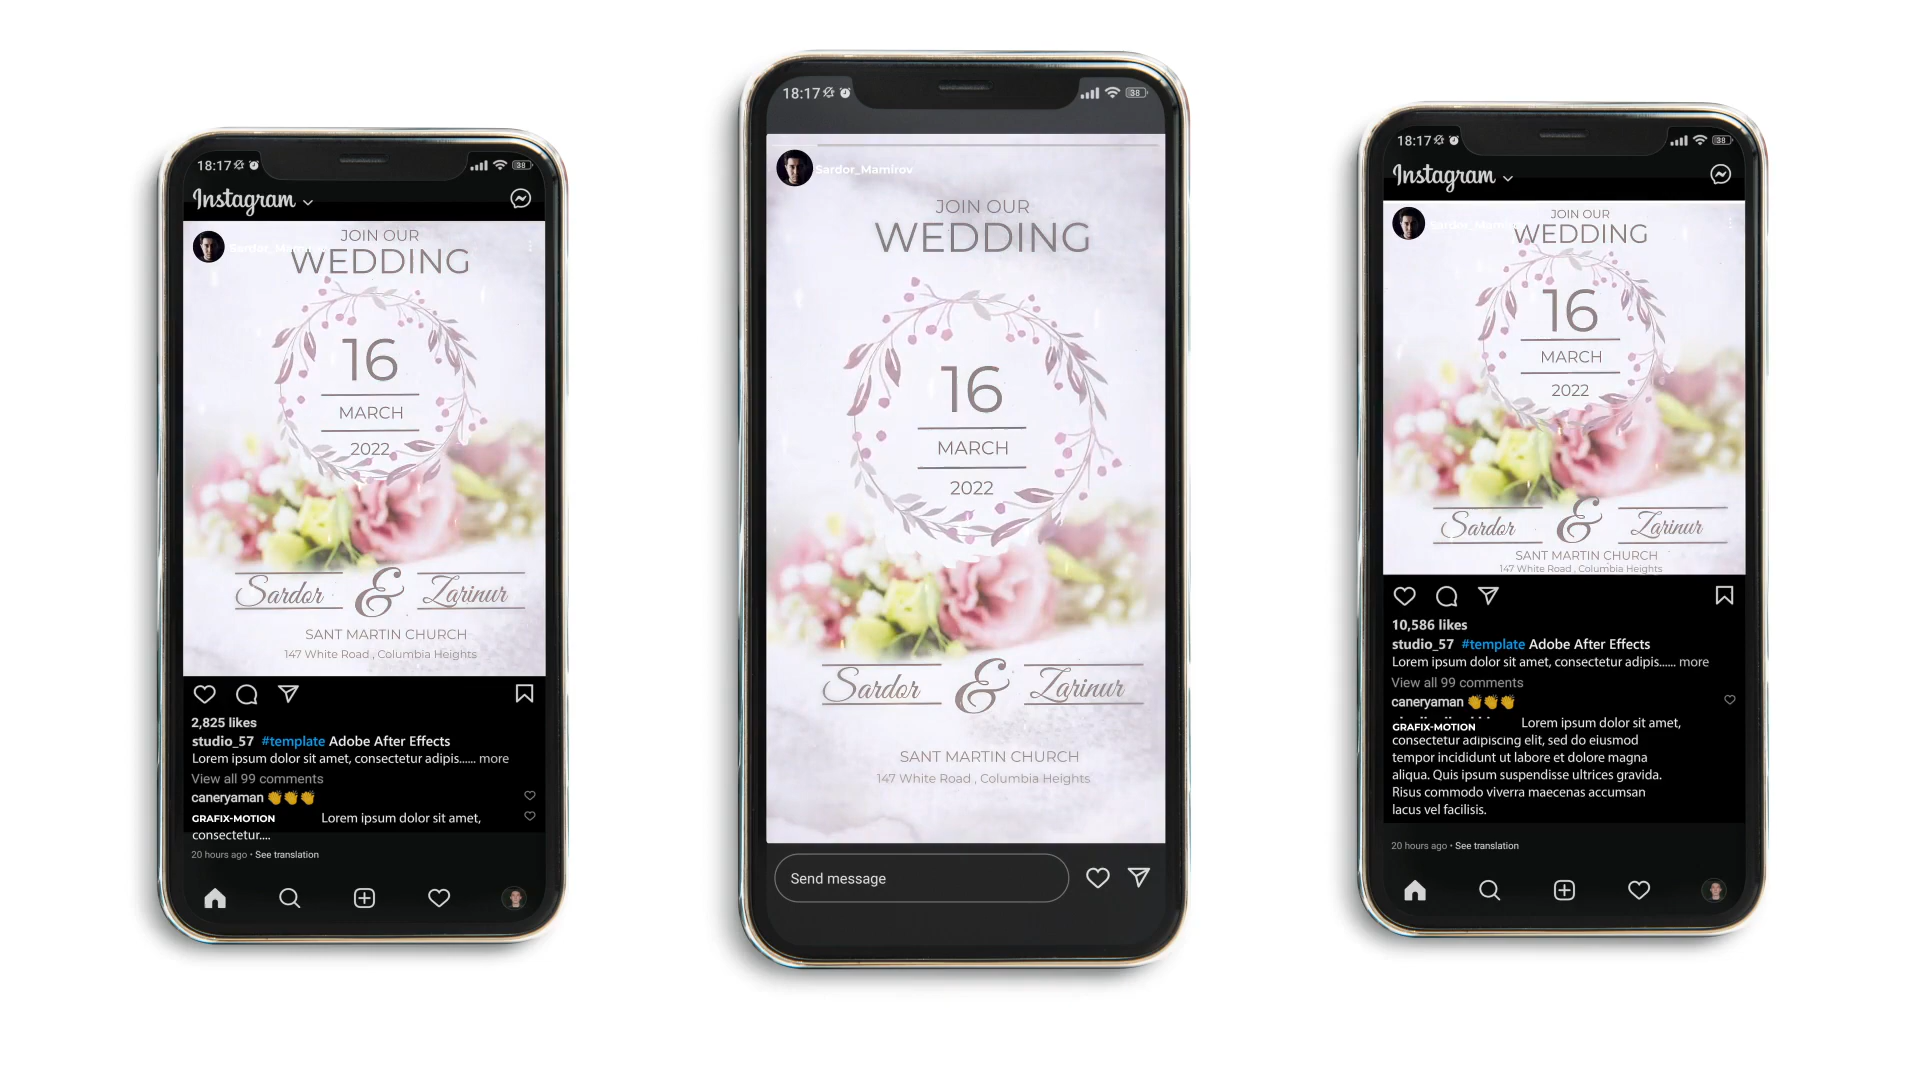 18:17
38
Instagram
Sardor_Mam
JOIN OUR
WEDDING
16
MARCH
2022
Sardor & Zarinur
SANT MARTIN CHURCH
147 White Road , Columbia Heights
2,825 likes
studio_57 #template Adobe After Effects
Lorem ipsum dolor sit amet, consectetur adipis...... more
View all 99 comments
caneryaman 👏👏👏
GRAFIX-MOTION Lorem ipsum dolor sit amet,
consectetur....
20 hours ago • See translation
18:17
38
Sardor_Mamirov
JOIN OUR
WEDDING
16
MARCH
2022
Sardor & Zarinur
SANT MARTIN CHURCH
147 White Road , Columbia Heights
Send message
18:17
38
Instagram
Sardor_Mamirov
JOIN OUR
WEDDING
16
MARCH
2022
Sardor & Zarinur
SANT MARTIN CHURCH
147 White Road , Columbia Heights
10,586 likes
studio_57 #template Adobe After Effects
Lorem ipsum dolor sit amet, consectetur adipis...... more
View all 99 comments
caneryaman 👏👏👏
GRAFIX-MOTION Lorem ipsum dolor sit amet,
consectetur adipiscing elit, sed do eiusmod
tempor incididunt ut labore et dolore magna
aliqua. Quis ipsum suspendisse ultrices gravida.
Risus commodo viverra maecenas accumsan
lacus vel facilisis.
20 hours ago • See translation